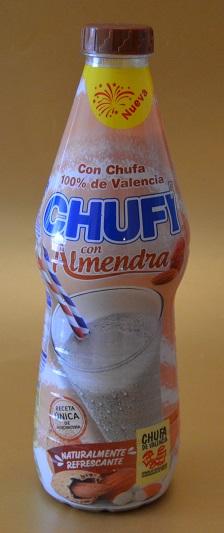 Nueva
Con Chufa
100% de Valencia
CHUFI
con
Almendra
RECETA
ÚNICA
NATURALMENTE
REFRESCANTE
CHUFA
DE VALENCIA